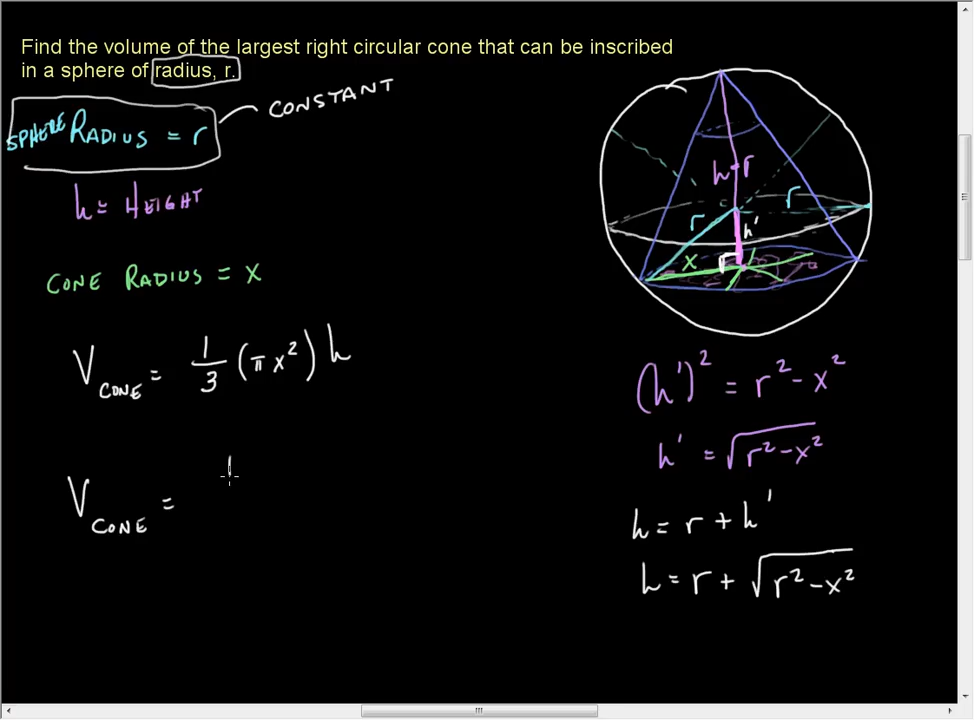 Find the volume of the largest right circular cone that can be inscribed
in a sphere of radius, r.
CONSTANT
SPHERE RADIUS = r
h = HEIGHT
CONE RADIUS = X
V CONE = 1/3 (π x²) h
V CONE =
h r
r
r
h'
x
(h')² = r² - x²
h' = √r² - x²
h = r + h'
h = r + √r² - x²